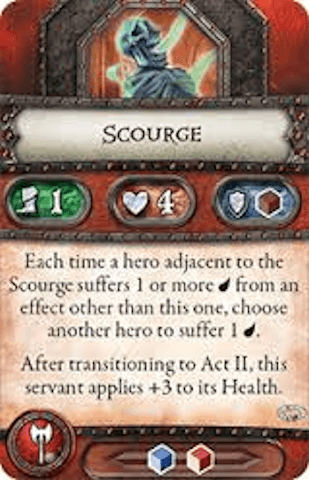 SCOURGE
1 4
Each time a hero adjacent to the
Scourge suffers 1 or more from an
effect other than this one, choose
another hero to suffer 1 .
After transitioning to Act II, this
servant applies +3 to its Health.